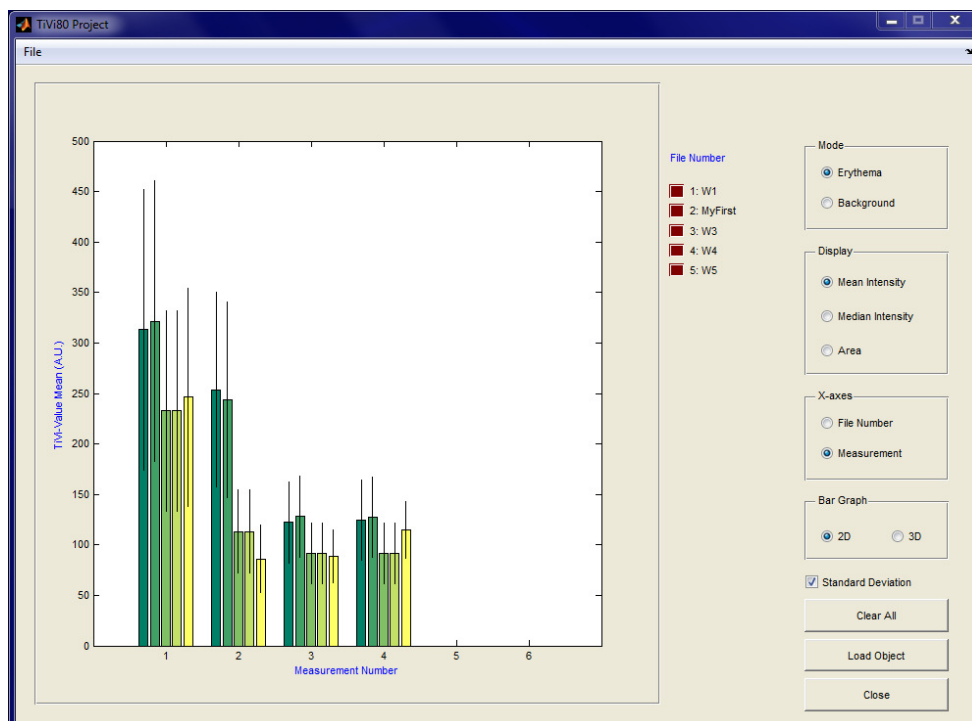 TiVi80 Project
File
500
450
400
350
300
250
200
150
100
50
0
TiVi-Value Mean (A.U.)
1 2 3 4 5 6
Measurement Number
File Number
1: W1
2: MyFirst
3: W3
4: W4
5: W5
Mode
Erythema
Background
Display
Mean Intensity
Median Intensity
Area
X-axes
File Number
Measurement
Bar Graph
2D 3D
Standard Deviation
Clear All
Load Object
Close